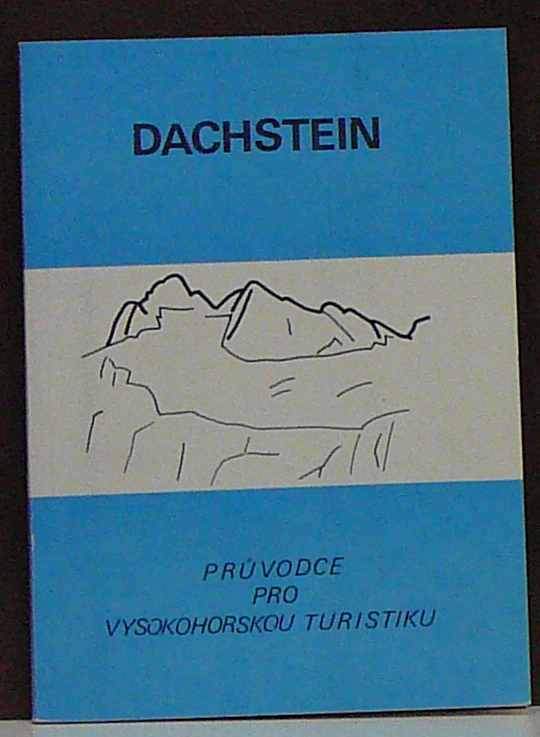 DACHSTEIN
PRŮVODCE
PRO
VYSOKOHORSKOU TURISTIKU